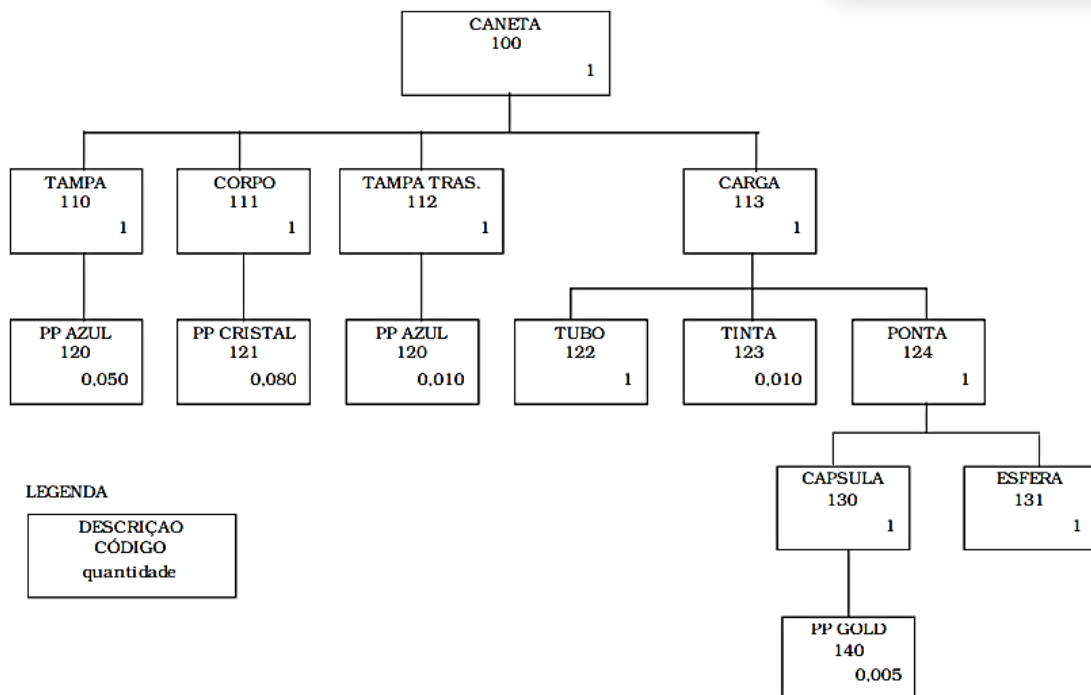 CANETA
100
1
TAMPA
110
1
CORPO
111
1
TAMPA TRAS.
112
1
CARGA
113
1
PP AZUL
120
0,050
PP CRISTAL
121
0,080
PP AZUL
120
0,010
TUBO
122
1
TINTA
123
0,010
PONTA
124
1
CAPSULA
130
1
ESFERA
131
1
PP GOLD
140
0,005
LEGENDA
DESCRIÇAO
CÓDIGO
quantidade